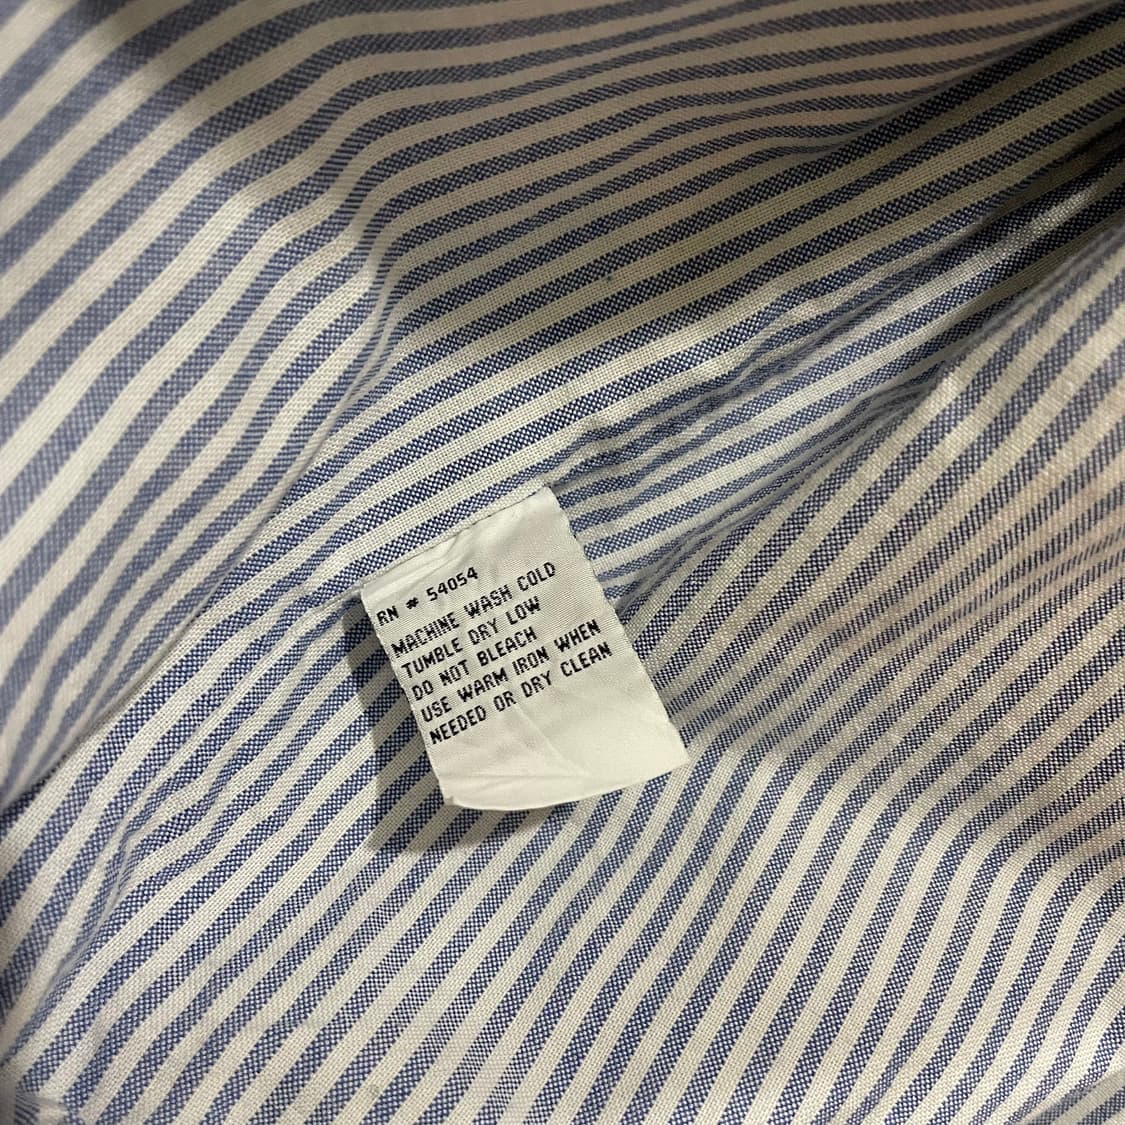 RN # 54054
MACHINE WASH COLD
TUMBLE DRY LOW
DO NOT BLEACH
USE WARM IRON WHEN
NEEDED OR DRY CLEAN